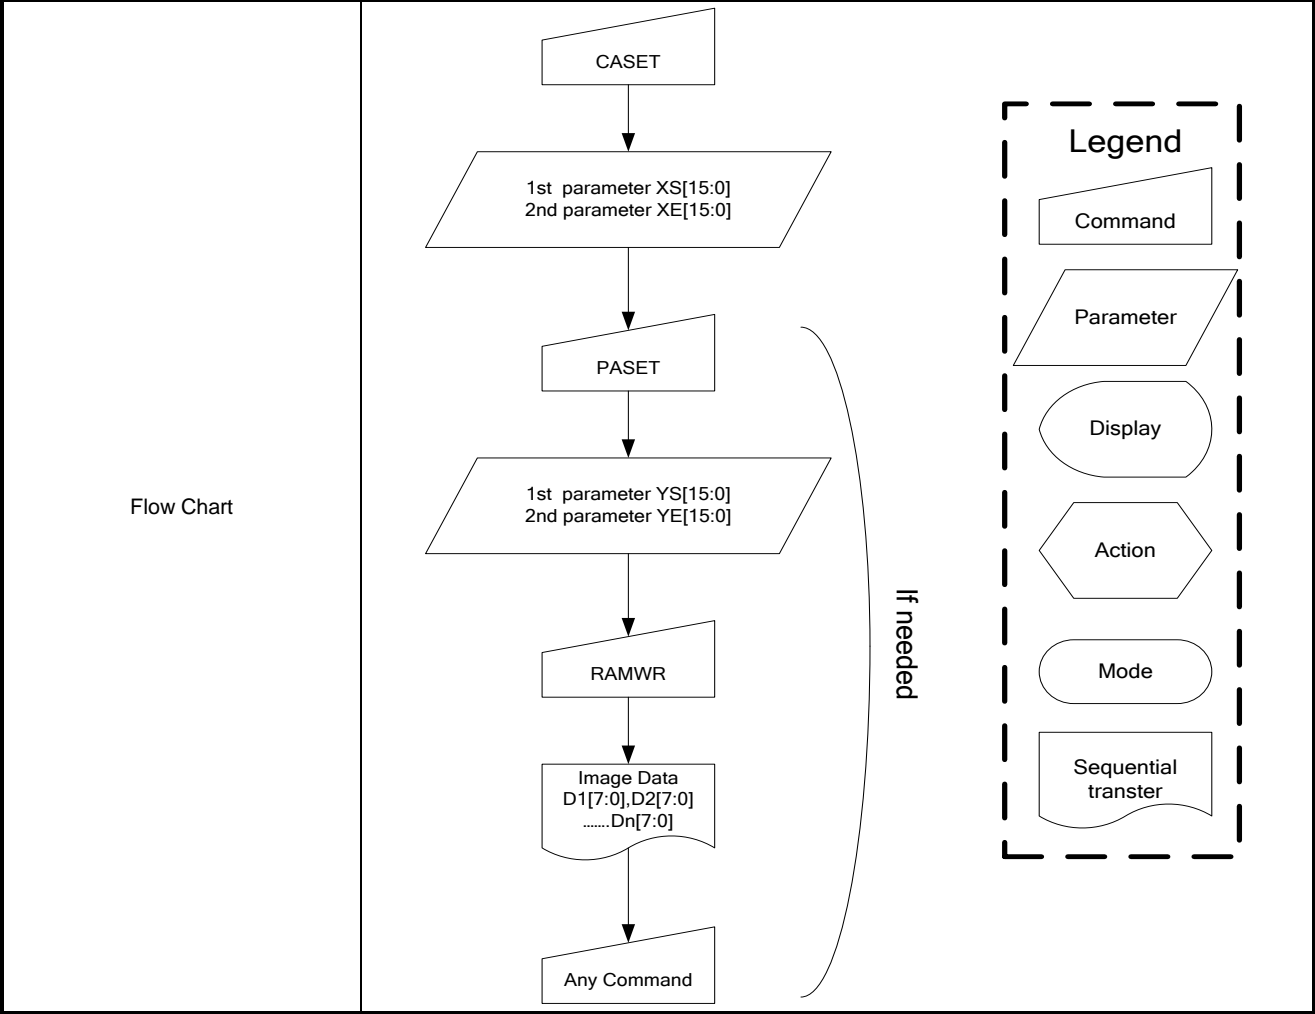 Flow Chart
CASET
1st parameter XS[15:0]
2nd parameter XE[15:0]
PASET
1st parameter YS[15:0]
2nd parameter YE[15:0]
RAMWR
Image Data
D1[7:0],D2[7:0]
.......Dn[7:0]
Any Command
If needed
Legend
Command
Parameter
Display
Action
Mode
Sequential
transter